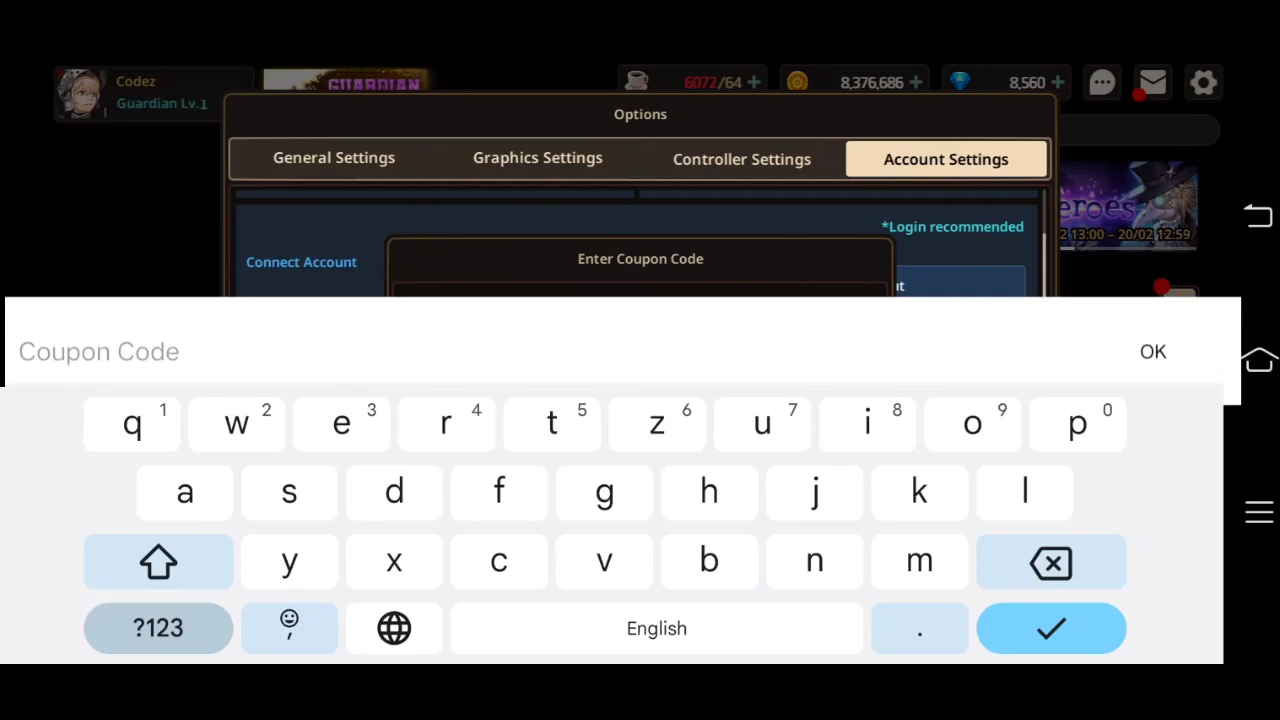 Codez
Guardian Lv.1
GUARDIAN
6072/64
8,376,686
8,560
Options
General Settings
Graphics Settings
Controller Settings
Account Settings
*Login recommended
2 13:00 – 20/02 12:59
Connect Account
Enter Coupon Code
Coupon Code
OK
q 1 w 2 e 3 r 4 t 5 z 6 u 7 i 8 o 9 p 0
a s d f g h j k l
y x c v b n m
?123 , English .